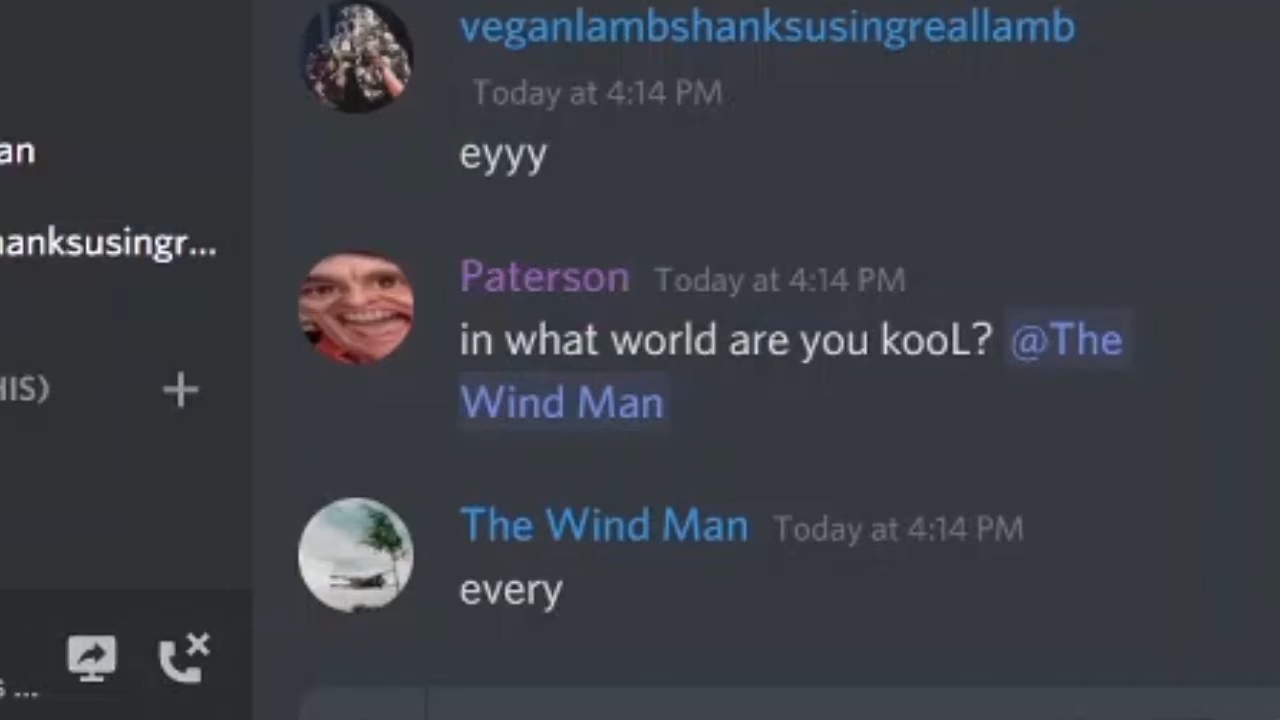 veganlambshanksusingreallamb
Today at 4:14 PM
eyyy
an
hanksusingr...
Paterson Today at 4:14 PM
in what world are you kooL? @The
Wind Man
HIS)
The Wind Man Today at 4:14 PM
every
s ...